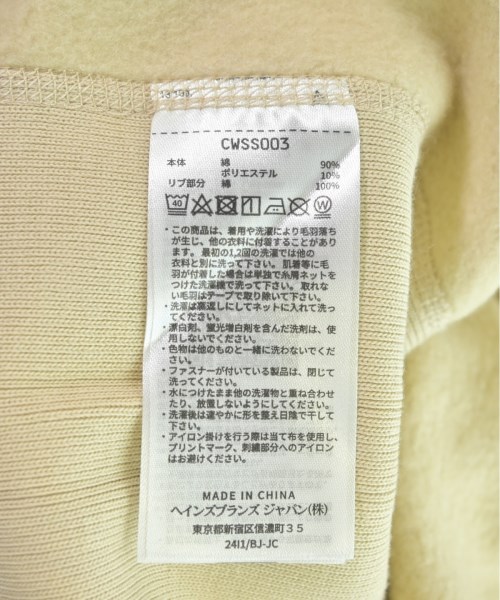 CWSS003
本体 綿 90%
ポリエステル 10%
リブ部分 綿 100%
40 W
・この商品は、着用や洗濯により毛羽落ち
が生じ、他の衣料に付着することがあり
ます。最初の1,2回の洗濯では他の
衣料と別に洗って下さい。肌着等に毛
羽が付着した場合は単独で糸屑ネットを
つけた洗濯機で洗って下さい。取れな
い毛羽はテープで取り除いて下さい。
・洗濯は裏返しにしてネットに入れて洗っ
てください。
・漂白剤、蛍光増白剤を含んだ洗剤は、使
用しないでください。
・色物は他のものと一緒に洗わないでくだ
さい。
・ファスナーが付いている製品は、閉じて
洗ってください。
・水につけたまま他の洗濯物と重ね合わせ
たり、放置しないようにしてください。
・洗濯後は速やかに形を整え日陰で干して
下さい。
・アイロン掛けを行う際は当て布を使用し、
プリントマーク、刺繍部分へのアイロン
はお避けください。
MADE IN CHINA
ヘインズブランズ ジャパン(株)
東京都新宿区信濃町35
24I1/BJ-JC